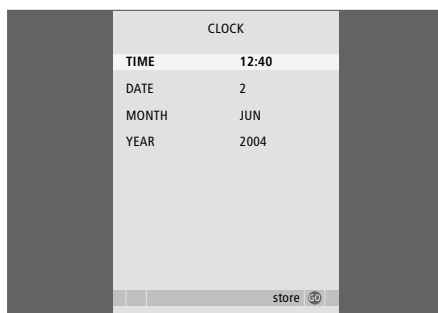 CLOCK
TIME 12:40
DATE 2
MONTH JUN
YEAR 2004
store GO